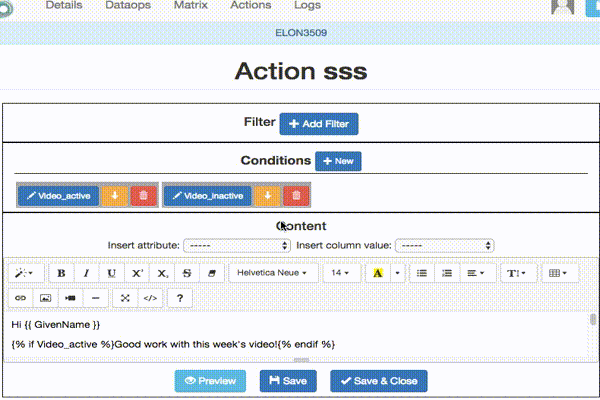 Details Dataops Matrix Actions Logs
ELON3509
Action sss
Filter + Add Filter
Conditions + New
Video_active Video_inactive
Content
Insert attribute: ----- Insert column value: -----
B I U X² X₂ S Helvetica Neue 14 A T
</> ?
Hi {{ GivenName }}
{% if Video_active %}Good work with this week's video!{% endif %}
Preview Save Save & Close